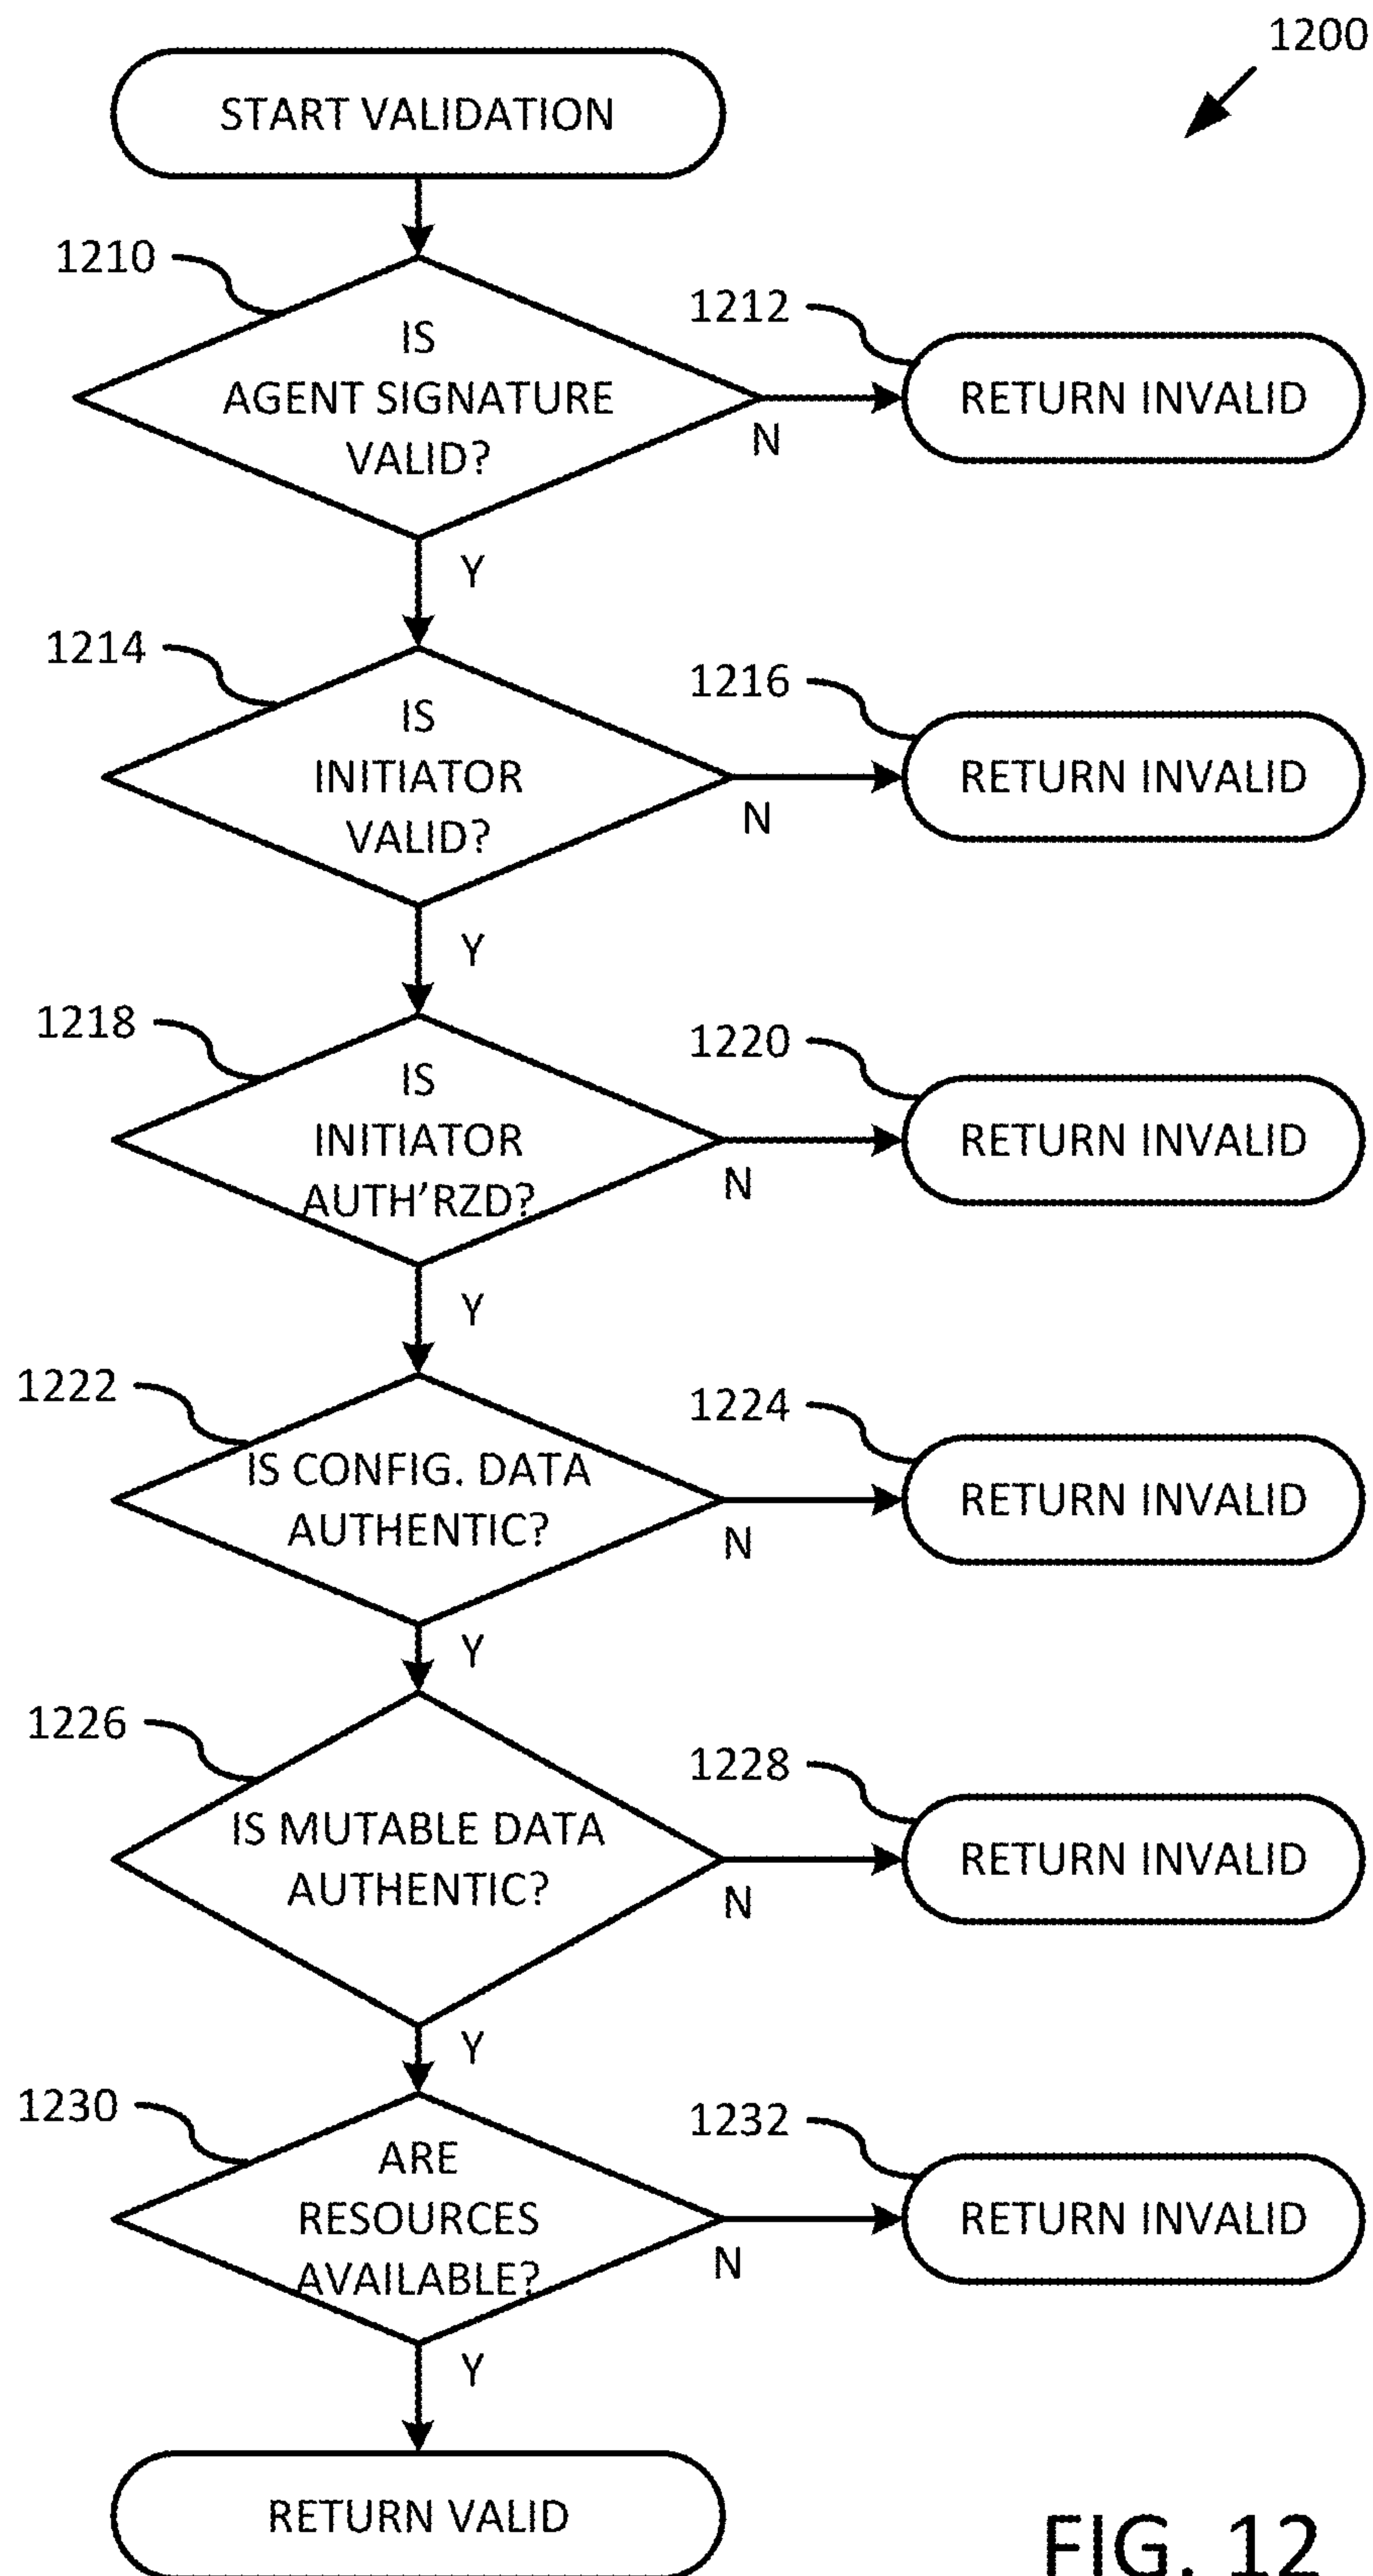 1200
START VALIDATION
1210
IS
AGENT SIGNATURE
VALID?
N
1212
RETURN INVALID
Y
1214
IS
INITIATOR
VALID?
N
1216
RETURN INVALID
Y
1218
IS
INITIATOR
AUTH’RZD?
N
1220
RETURN INVALID
Y
1222
IS CONFIG. DATA
AUTHENTIC?
N
1224
RETURN INVALID
Y
1226
IS MUTABLE DATA
AUTHENTIC?
N
1228
RETURN INVALID
Y
1230
ARE
RESOURCES
AVAILABLE?
N
1232
RETURN INVALID
Y
RETURN VALID
FIG. 12